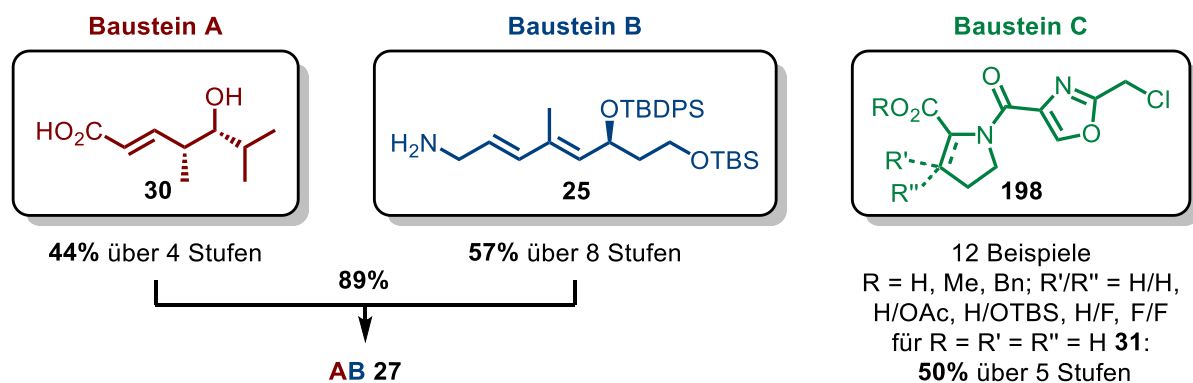 Baustein A
Baustein B
Baustein C
OH
HO₂C
30
OTBDPS
H₂N
OTBS
25
O
RO₂C
N
N
O
Cl
R'
R''
198
44% über 4 Stufen
57% über 8 Stufen
89%
AB 27
12 Beispiele
R = H, Me, Bn; R'/R'' = H/H,
H/OAc, H/OTBS, H/F, F/F
für R = R' = R'' = H 31:
50% über 5 Stufen